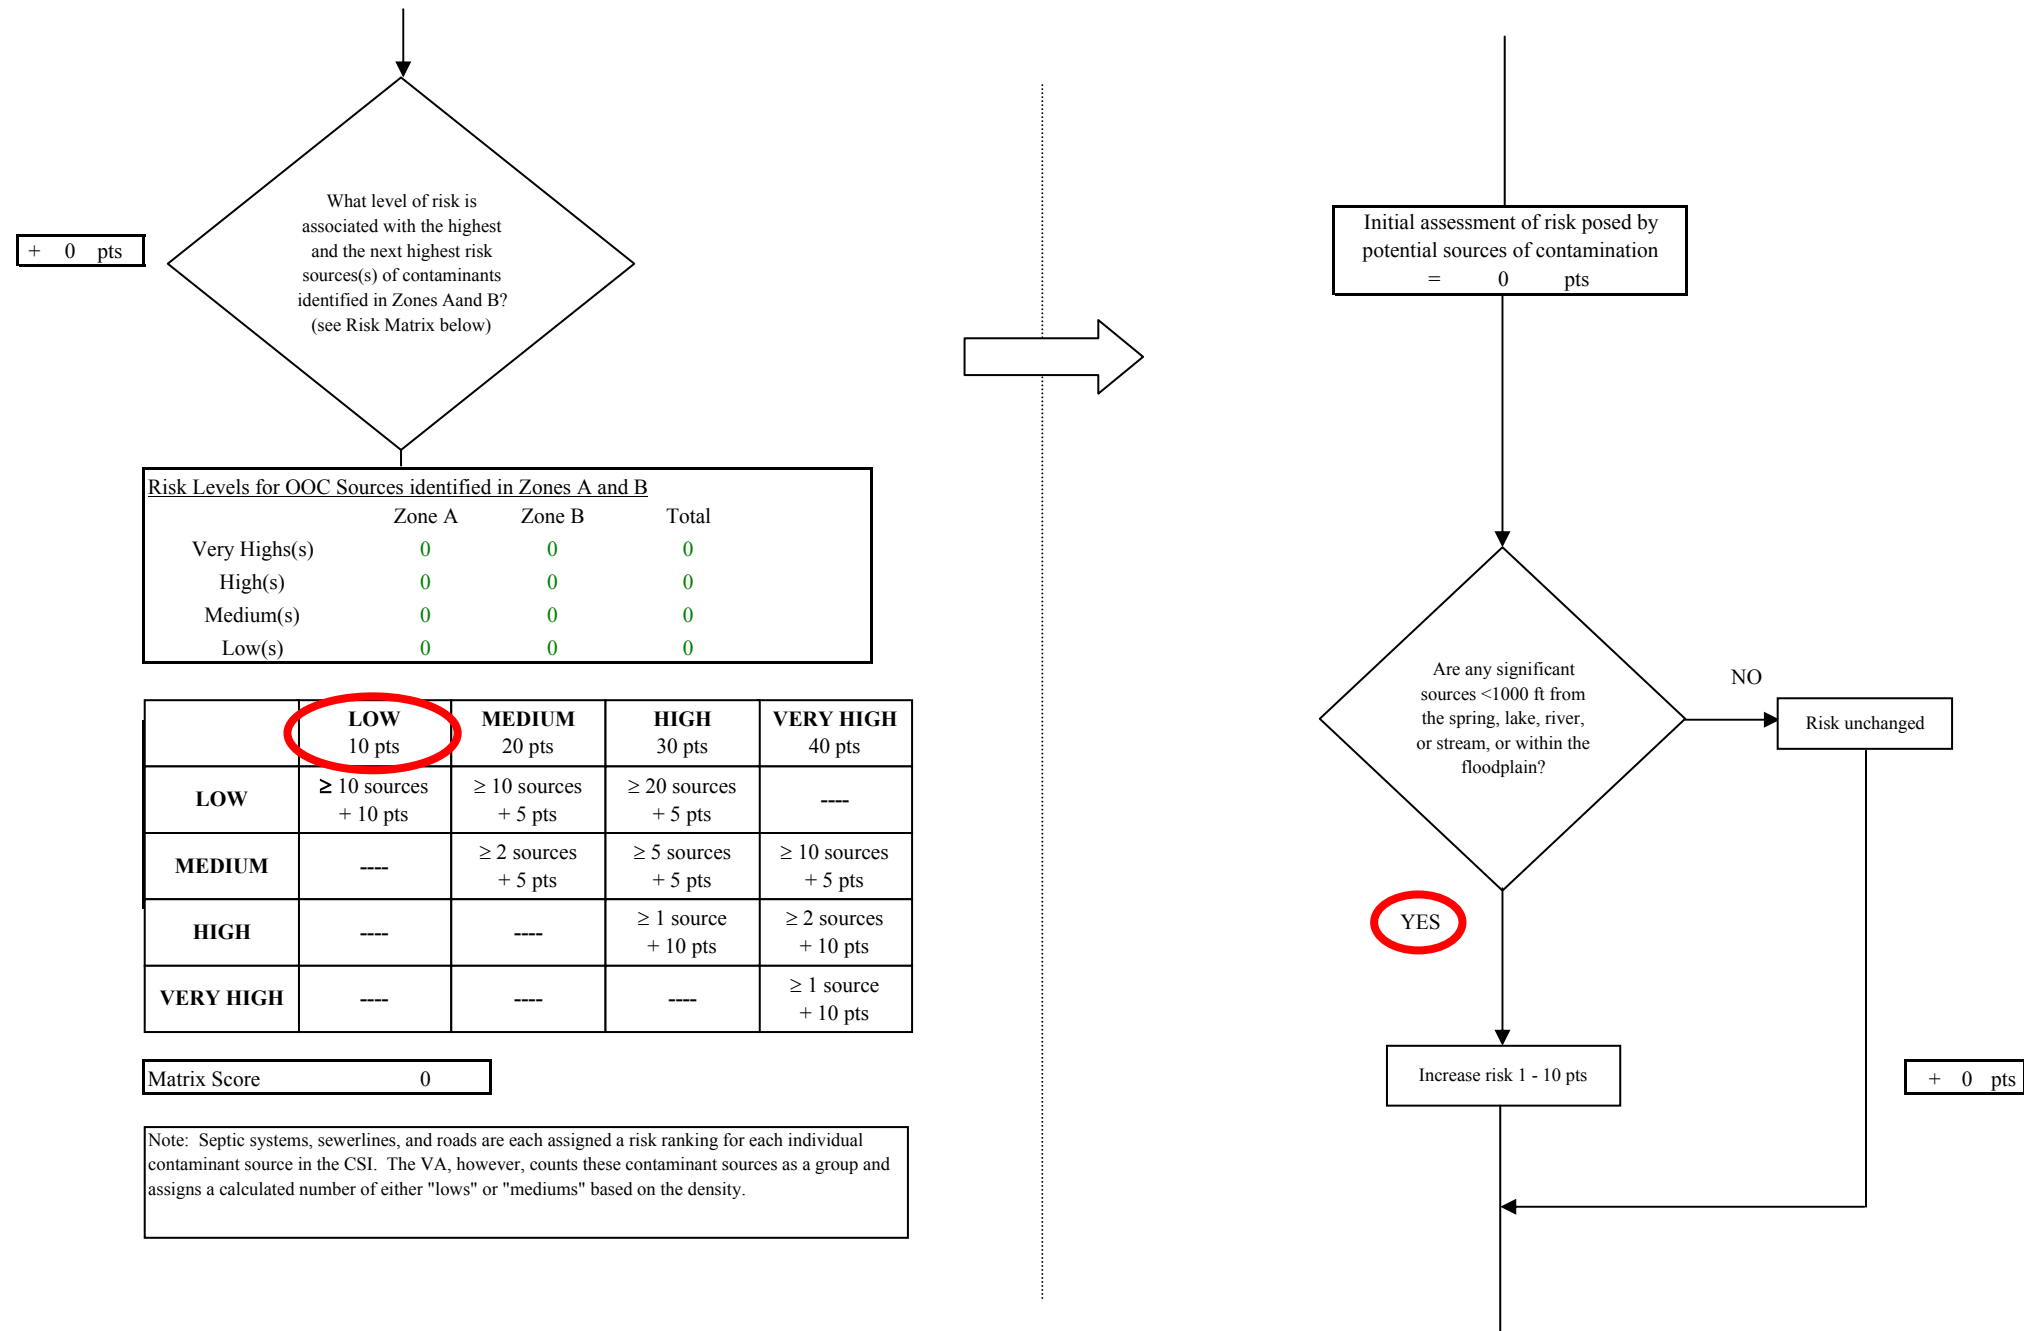 What level of risk is
associated with the highest
and the next highest risk
sources(s) of contaminants
identified in Zones Aand B?
(see Risk Matrix below)
+ 0 pts
Risk Levels for OOC Sources identified in Zones A and B
Zone A Zone B Total
Very Highs(s) 0 0 0
High(s) 0 0 0
Medium(s) 0 0 0
Low(s) 0 0 0
LOW MEDIUM HIGH VERY HIGH
10 pts 20 pts 30 pts 40 pts
LOW ≥ 10 sources ≥ 10 sources ≥ 20 sources ----
+ 10 pts + 5 pts + 5 pts
MEDIUM ---- ≥ 2 sources ≥ 5 sources ≥ 10 sources
+ 5 pts + 5 pts + 5 pts
HIGH ---- ---- ≥ 1 source ≥ 2 sources
+ 10 pts + 10 pts
VERY HIGH ---- ---- ---- ≥ 1 source
+ 10 pts
Matrix Score 0
Note: Septic systems, sewerlines, and roads are each assigned a risk ranking for each individual
contaminant source in the CSI. The VA, however, counts these contaminant sources as a group and
assigns a calculated number of either "lows" or "mediums" based on the density.
Initial assessment of risk posed by
potential sources of contamination
= 0 pts
Are any significant
sources <1000 ft from
the spring, lake, river,
or stream, or within the
floodplain?
NO
Risk unchanged
YES
Increase risk 1 - 10 pts
+ 0 pts